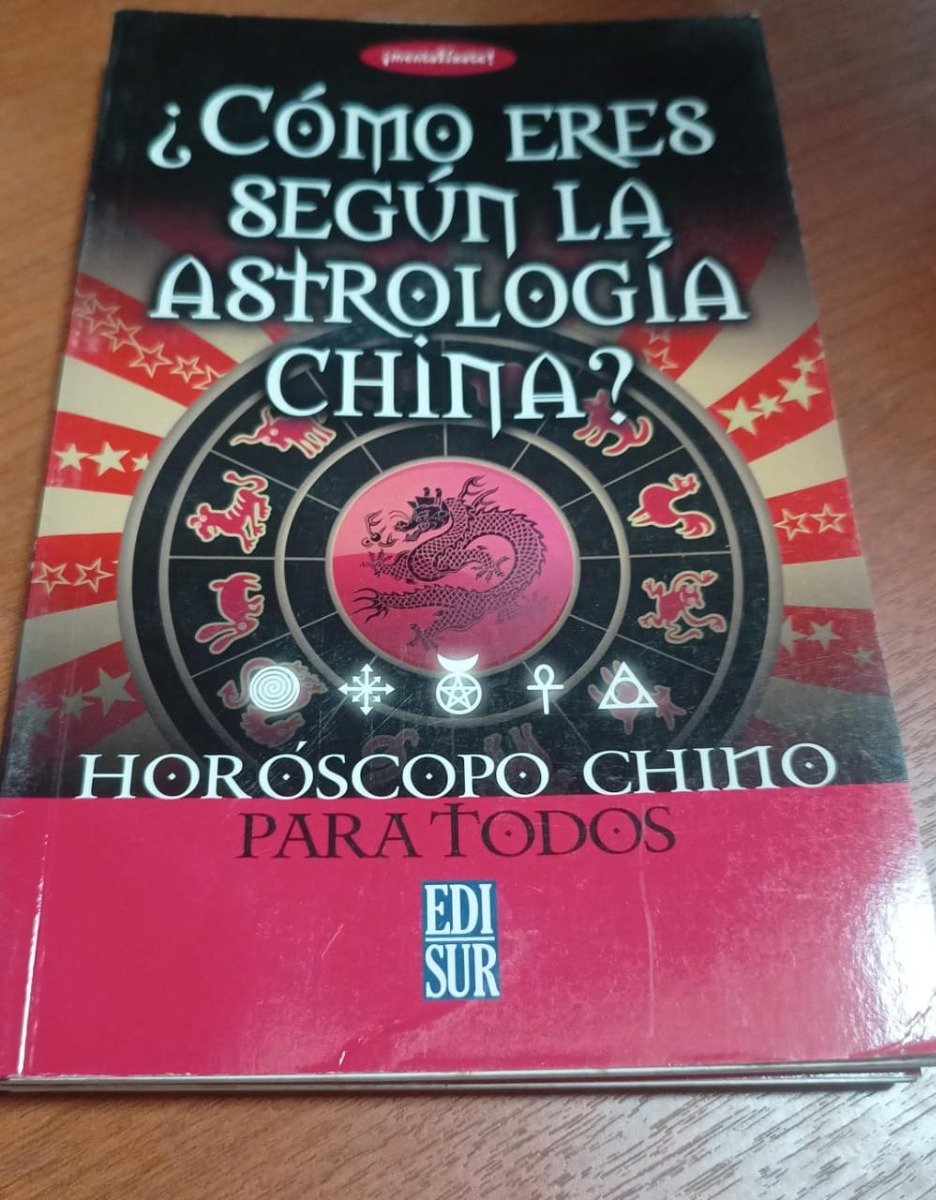 ¿CÓMO ERES
SEGÚN LA
ASTROLOGÍA
CHINA?
HORÓSCOPO CHINO
PARA TODOS
EDI
SUR